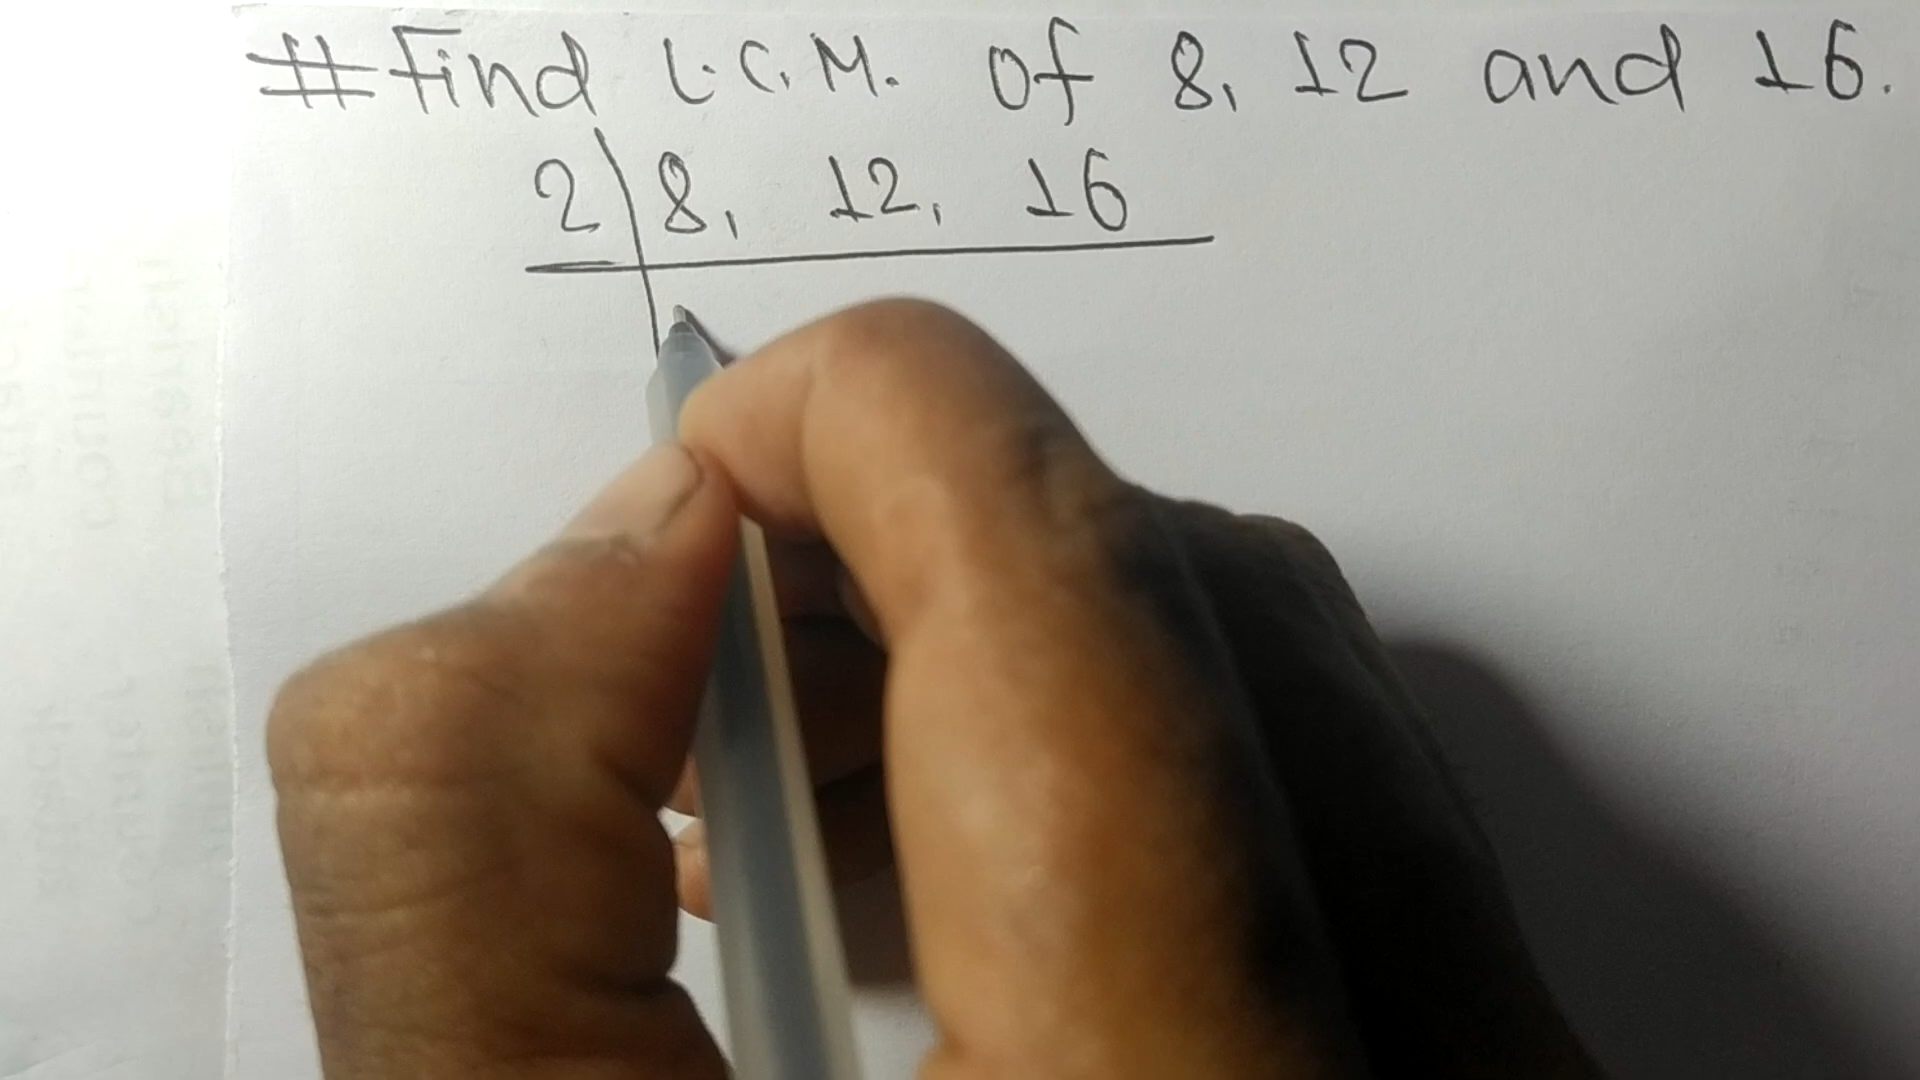 # Find L.C.M. of 8, 12 and 16.
2 8, 12, 16